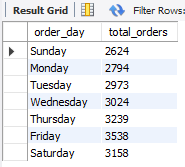 Result Grid Filter Rows:
order_day total_orders
Sunday 2624
Monday 2794
Tuesday 2973
Wednesday 3024
Thursday 3239
Friday 3538
Saturday 3158